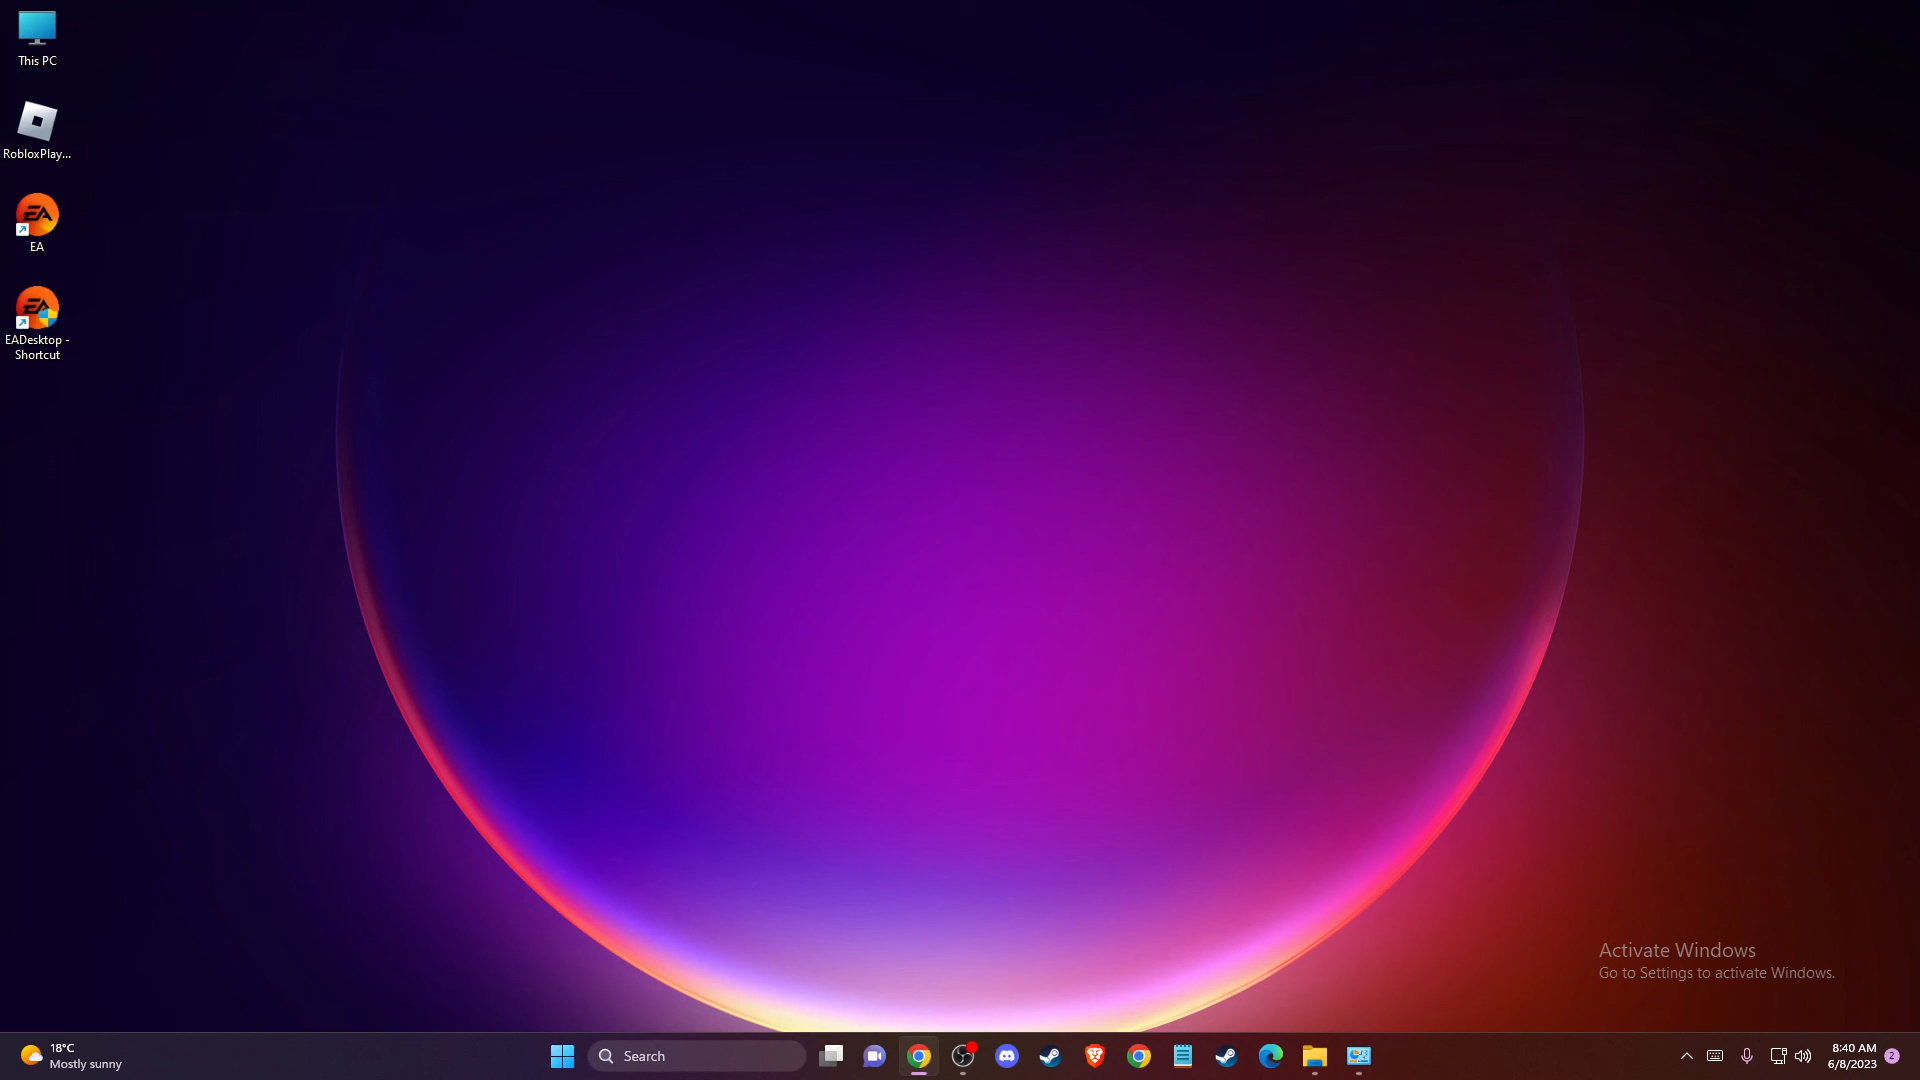 This PC
RobloxPlay...
EA
EA
EA
EADesktop -
Shortcut
Activate Windows
Go to Settings to activate Windows.
18°C
Mostly sunny
Search
8:40 AM
6/8/2023
2